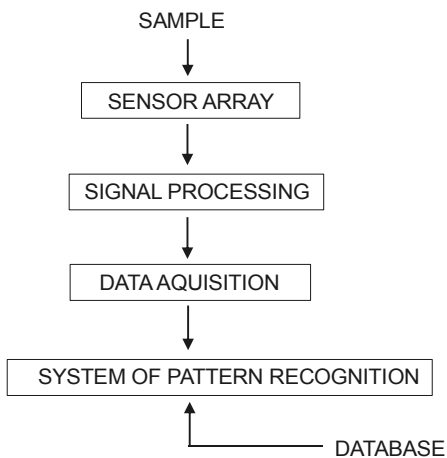 SAMPLE
SENSOR ARRAY
SIGNAL PROCESSING
DATA AQUISITION
SYSTEM OF PATTERN RECOGNITION
DATABASE